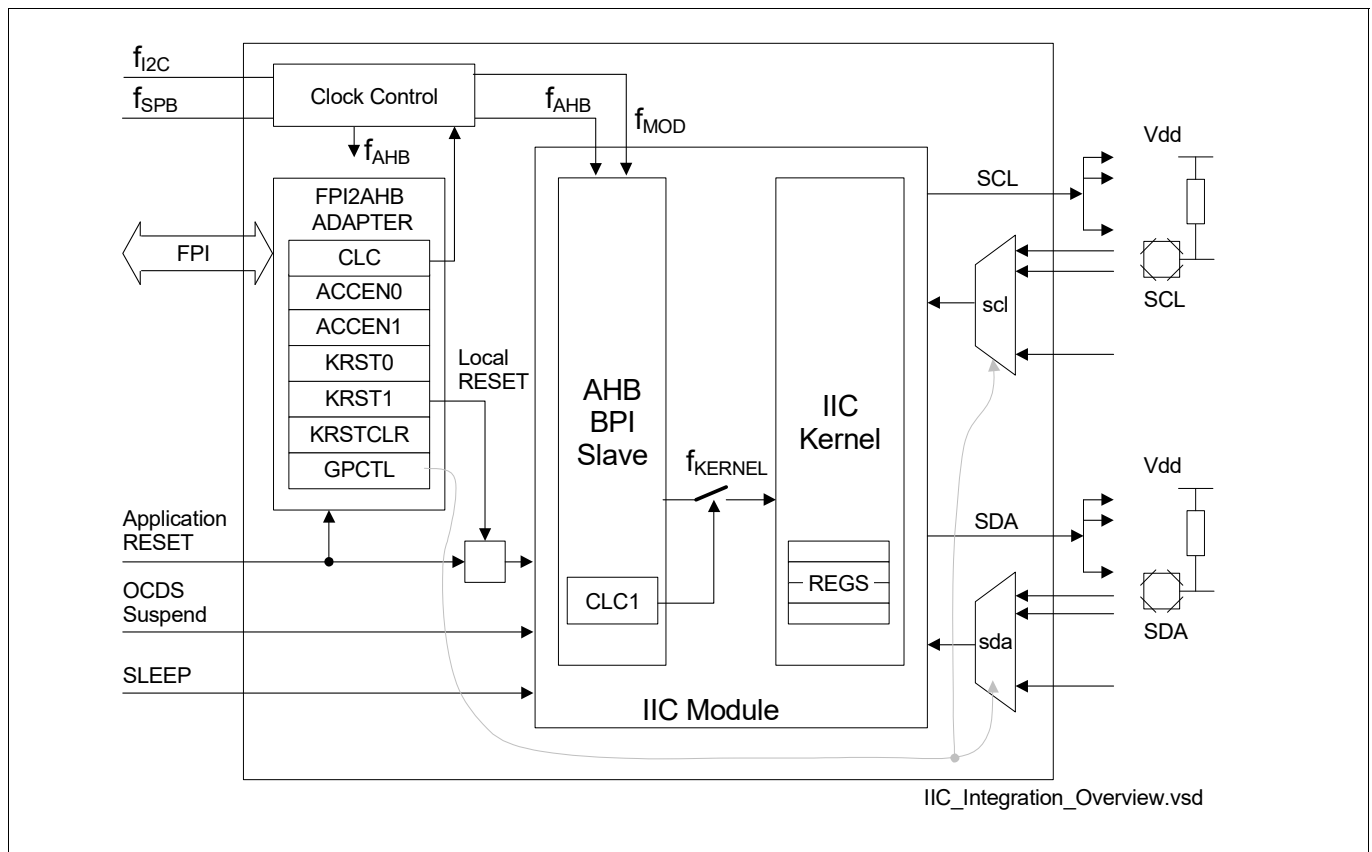 fI2C
fSPB
Clock Control
fAHB
fMOD
fAHB
FPI2AHB
ADAPTER
CLC
ACCEN0
ACCEN1
KRST0
KRST1
KRSTCLR
GPCTL
FPI
Local
RESET
Application
RESET
OCDS
Suspend
SLEEP
AHB
BPI
Slave
CLC1
fKERNEL
IIC
Kernel
REGS
IIC Module
SCL
scl
Vdd
SCL
SDA
sda
Vdd
SDA
IIC_Integration_Overview.vsd